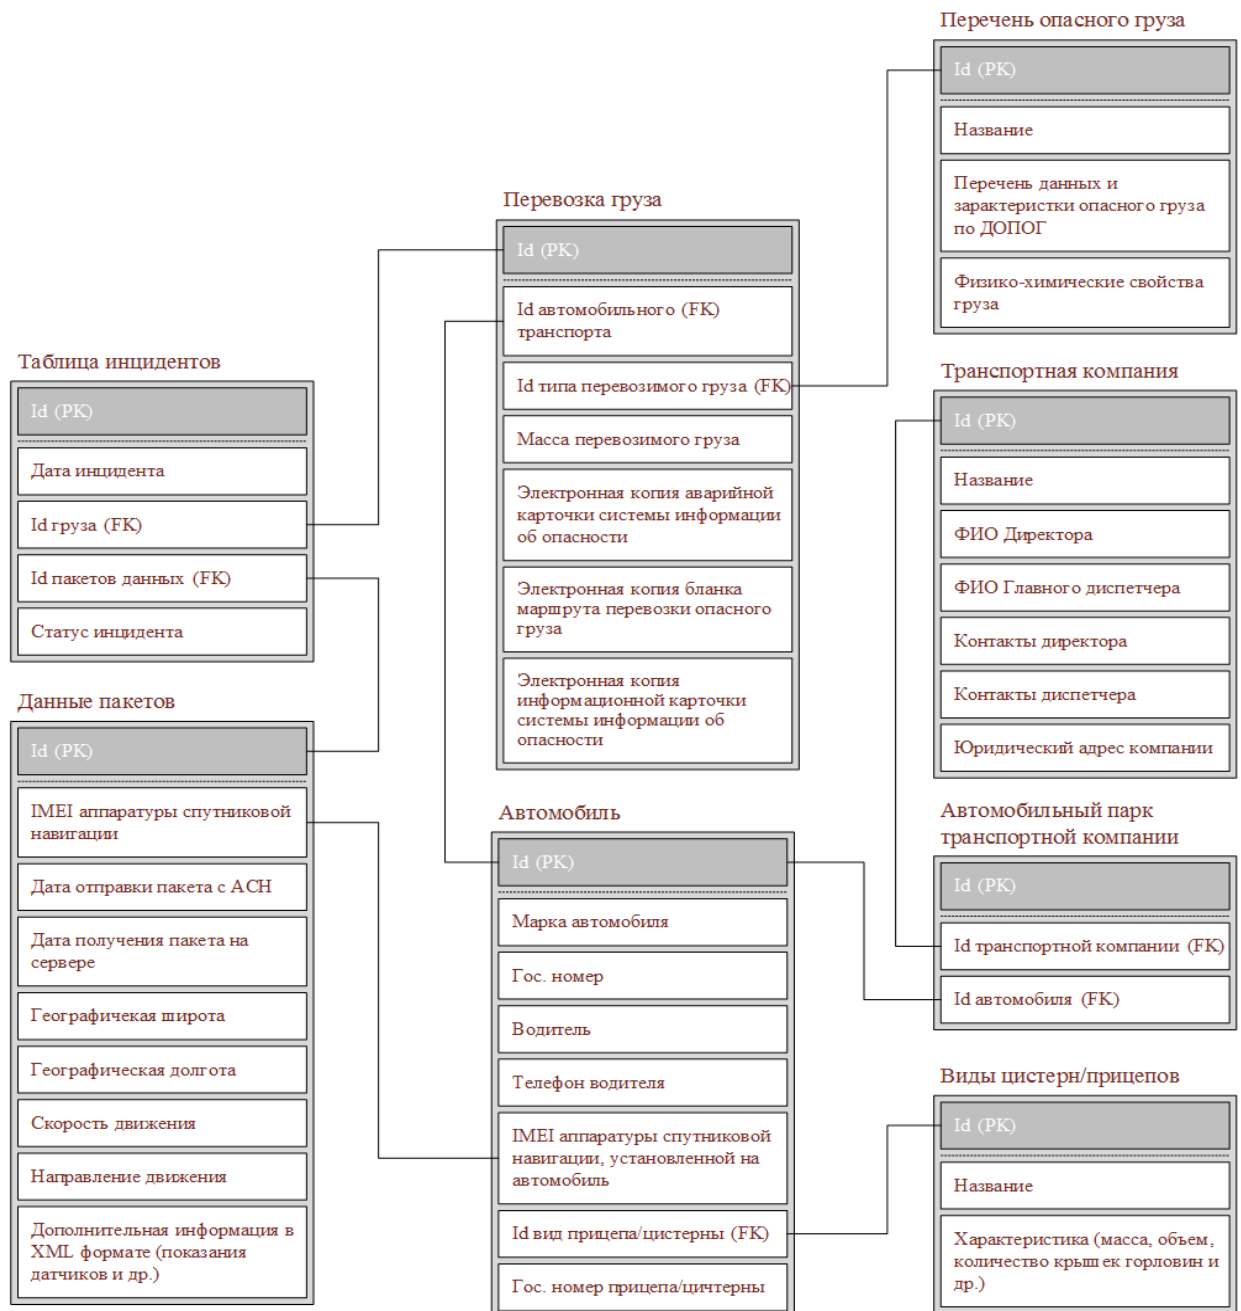 Перечень опасного груза
Id (PK)
Название
Перечень данных и
зарактеристки опасного груза
по ДОПОГ
Физико-химические свойства
груза
Перевозка груза
Id (PK)
Id автомобильного (FK)
транспорта
Id типа перевозимого груза (FK)
Масса перевозимого груза
Электронная копия аварийной
карточки системы информации
об опасности
Электронная копия бланка
маршрута перевозки опасного
груза
Электронная копия
информационной карточки
системы информации об
опасности
Таблица инцидентов
Id (PK)
Дата инцидента
Id груза (FK)
Id пакетов данных (FK)
Статус инцидента
Транспортная компания
Id (PK)
Название
ФИО Директора
ФИО Главного диспетчера
Контакты директора
Контакты диспетчера
Юридический адрес компании
Данные пакетов
Id (PK)
IMEI аппаратуры спутниковой
навигации
Дата отправки пакета с АСН
Дата получения пакета на
сервере
Географичекая широта
Географическая долгота
Скорость движения
Направление движения
Дополнительная информация в
XML формате (показания
датчиков и др.)
Автомобиль
Id (PK)
Марка автомобиля
Гос. номер
Водитель
Телефон водителя
IMEI аппаратуры спутниковой
навигации, установленной на
автомобиль
Id вид прицепа/цистерны (FK)
Гос. номер прицепа/цичтерны
Автомобильный парк
транспортной компании
Id (PK)
Id транспортной компании (FK)
Id автомобиля (FK)
Виды цистерн/прицепов
Id (PK)
Название
Характеристика (масса, объем,
количество крышек горловин и
др.)